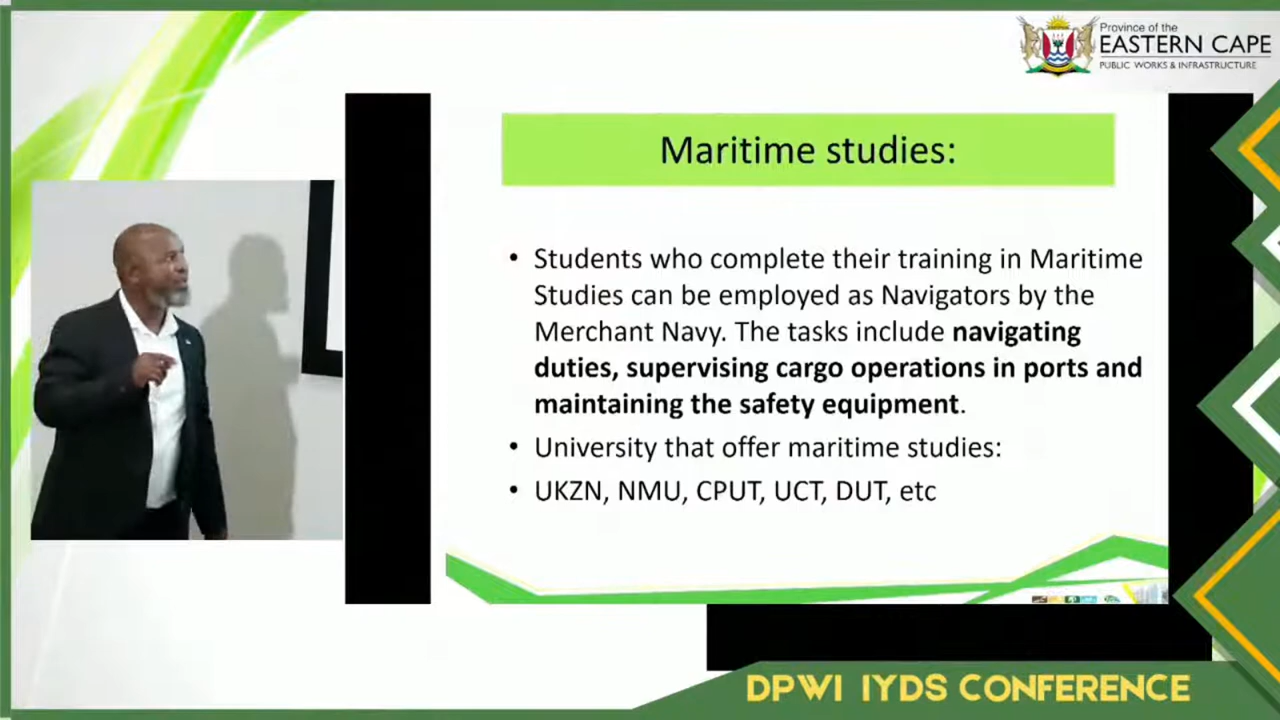 Province of the
EASTERN CAPE
PUBLIC WORKS & INFRASTRUCTURE
Maritime studies:
• Students who complete their training in Maritime
Studies can be employed as Navigators by the
Merchant Navy. The tasks include navigating
duties, supervising cargo operations in ports and
maintaining the safety equipment.
• University that offer maritime studies:
• UKZN, NMU, CPUT, UCT, DUT, etc
DPWI IYDS CONFERENCE